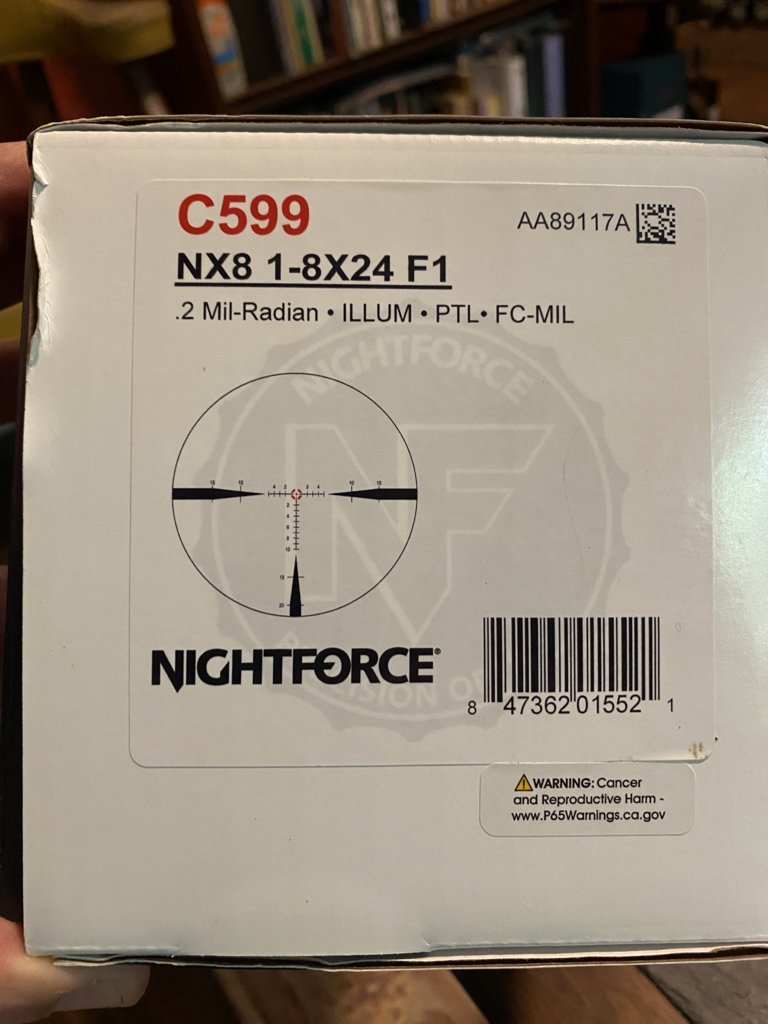 C599
AA89117A
NX8 1-8X24 F1
.2 Mil-Radian • ILLUM • PTL• FC-MIL
NIGHTFORCE
NF
15 10 4 2 2 4 10 15
2
4
6
8
10
15
20
NIGHTFORCE®
8 47362 01552 1
⚠WARNING: Cancer
and Reproductive Harm -
www.P65Warnings.ca.gov